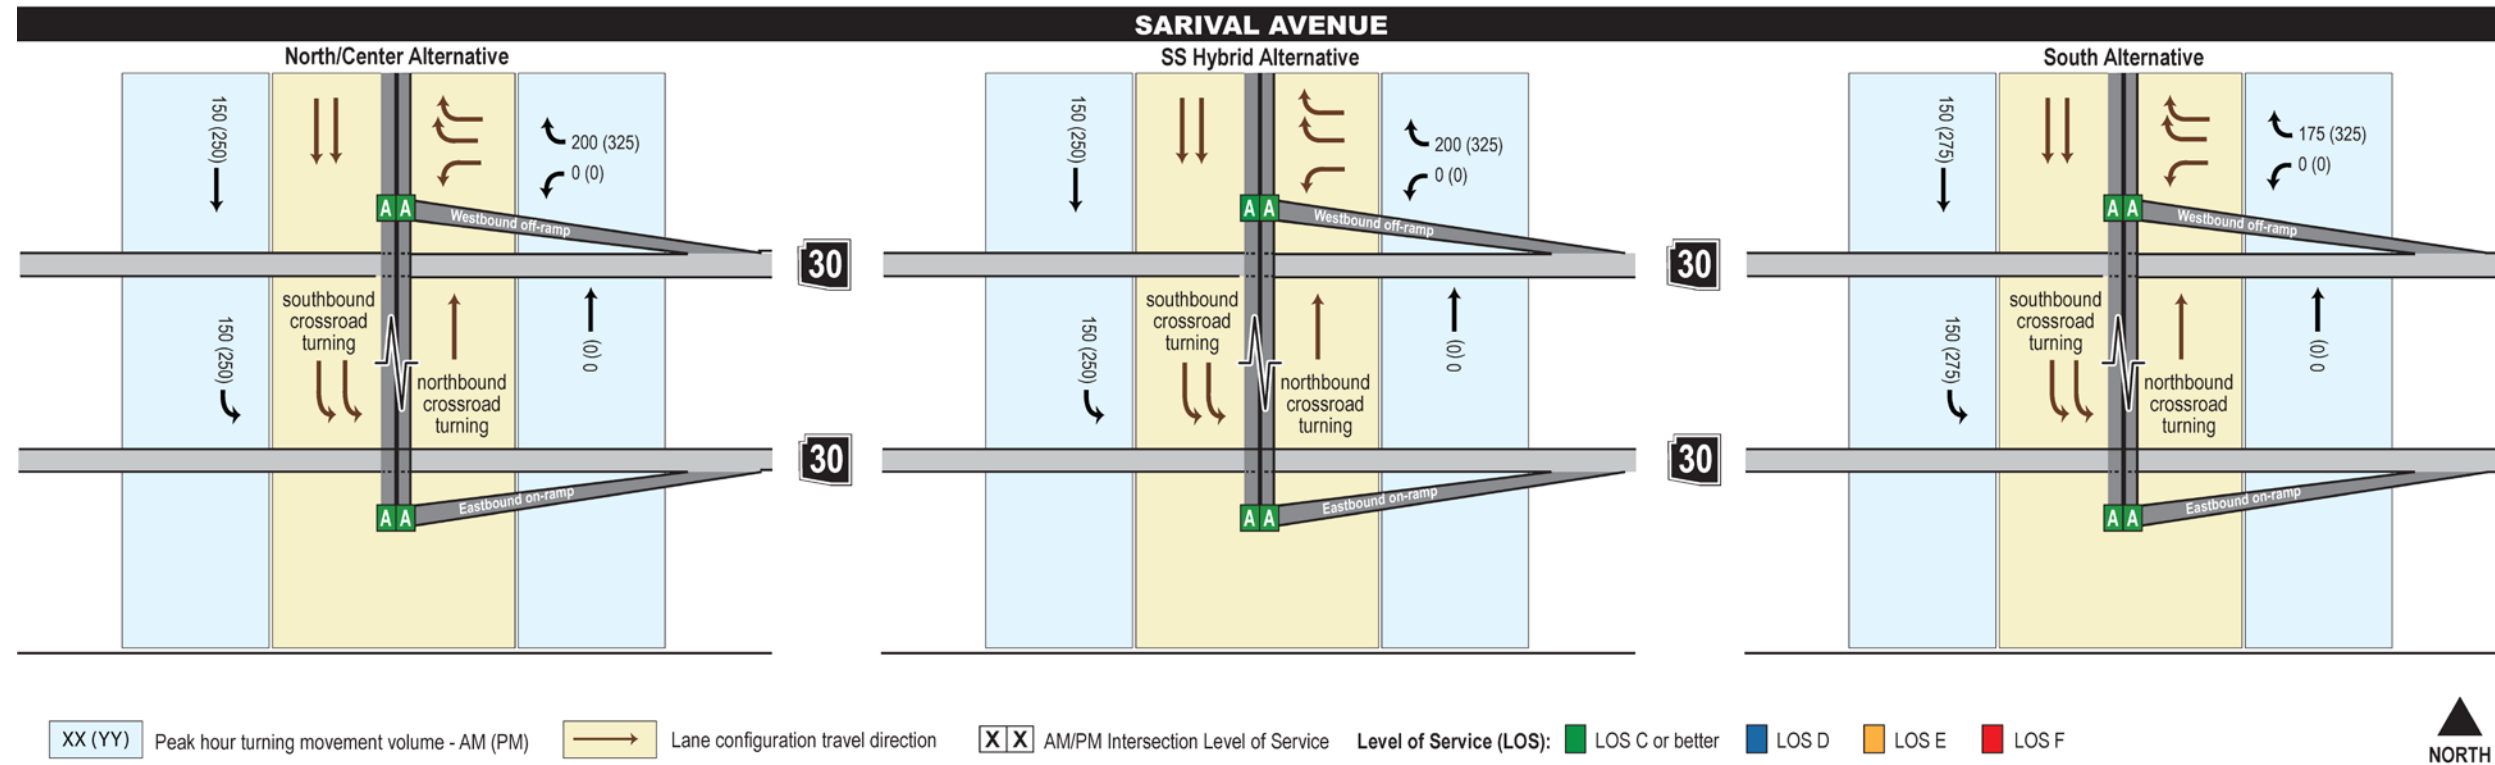 SARIVAL AVENUE
North/Center Alternative
150 (250)
200 (325)
0 (0)
A A
Westbound off-ramp
30
southbound
crossroad
turning
150 (250)
0 (0)
northbound
crossroad
turning
30
A A
Eastbound on-ramp
SS Hybrid Alternative
150 (250)
200 (325)
0 (0)
A A
Westbound off-ramp
30
southbound
crossroad
turning
150 (250)
0 (0)
northbound
crossroad
turning
30
A A
Eastbound on-ramp
South Alternative
150 (275)
175 (325)
0 (0)
A A
Westbound off-ramp
southbound
crossroad
turning
150 (275)
0 (0)
northbound
crossroad
turning
A A
Eastbound on-ramp
XX (YY) Peak hour turning movement volume - AM (PM)
Lane configuration travel direction
X X AM/PM Intersection Level of Service
Level of Service (LOS): LOS C or better LOS D LOS E LOS F
NORTH